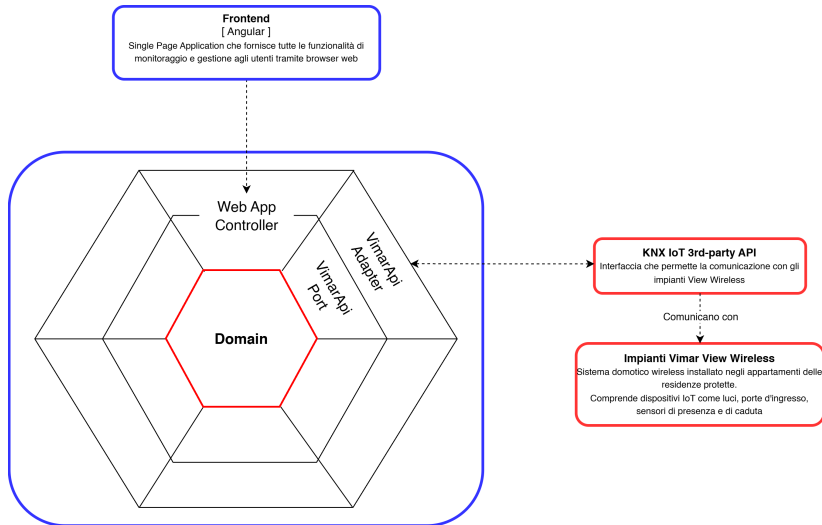 Frontend
[ Angular ]
Single Page Application che fornisce tutte le funzionalità di
monitoraggio e gestione agli utenti tramite browser web
Web App
Controller
VimarApi
Adapter
VimarApi
Port
Domain
KNX IoT 3rd-party API
Interfaccia che permette la comunicazione con gli
impianti View Wireless
Comunicano con
Impianti Vimar View Wireless
Sistema domotico wireless installato negli appartamenti delle
residenze protette.
Comprende dispositivi IoT come luci, porte d'ingresso,
sensori di presenza e di caduta